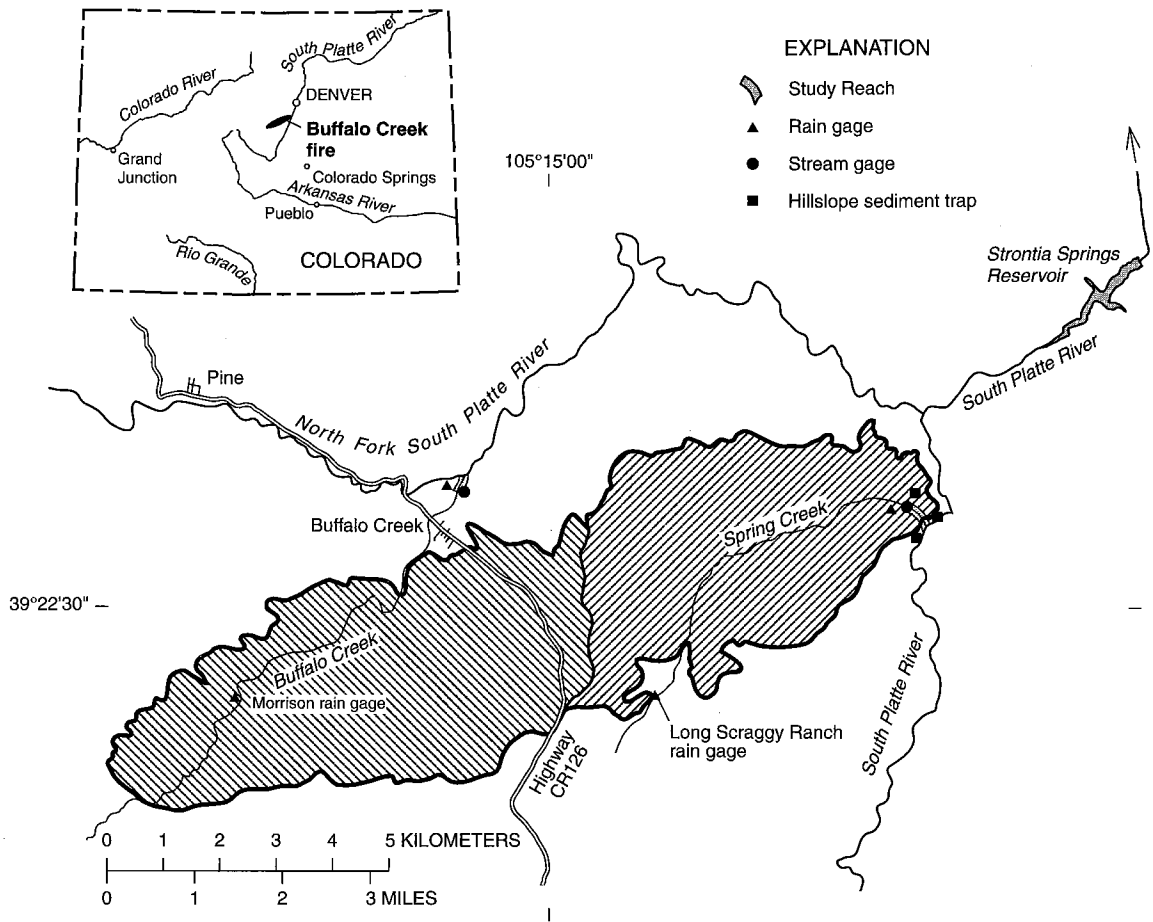 South Platte River
Colorado River
DENVER
Buffalo Creek
fire
Grand
Junction
Colorado Springs
Arkansas River
Pueblo
Rio Grande
COLORADO
EXPLANATION
Study Reach
Rain gage
Stream gage
Hillslope sediment trap
105°15'00"
Strontia Springs
Reservoir
South Platte River
Pine
North Fork South Platte River
Buffalo Creek
Spring Creek
39°22'30"
Buffalo Creek
Morrison rain gage
Long Scraggy Ranch
rain gage
South Platte River
Highway
CR126
0 1 2 3 4 5 KILOMETERS
0 1 2 3 MILES